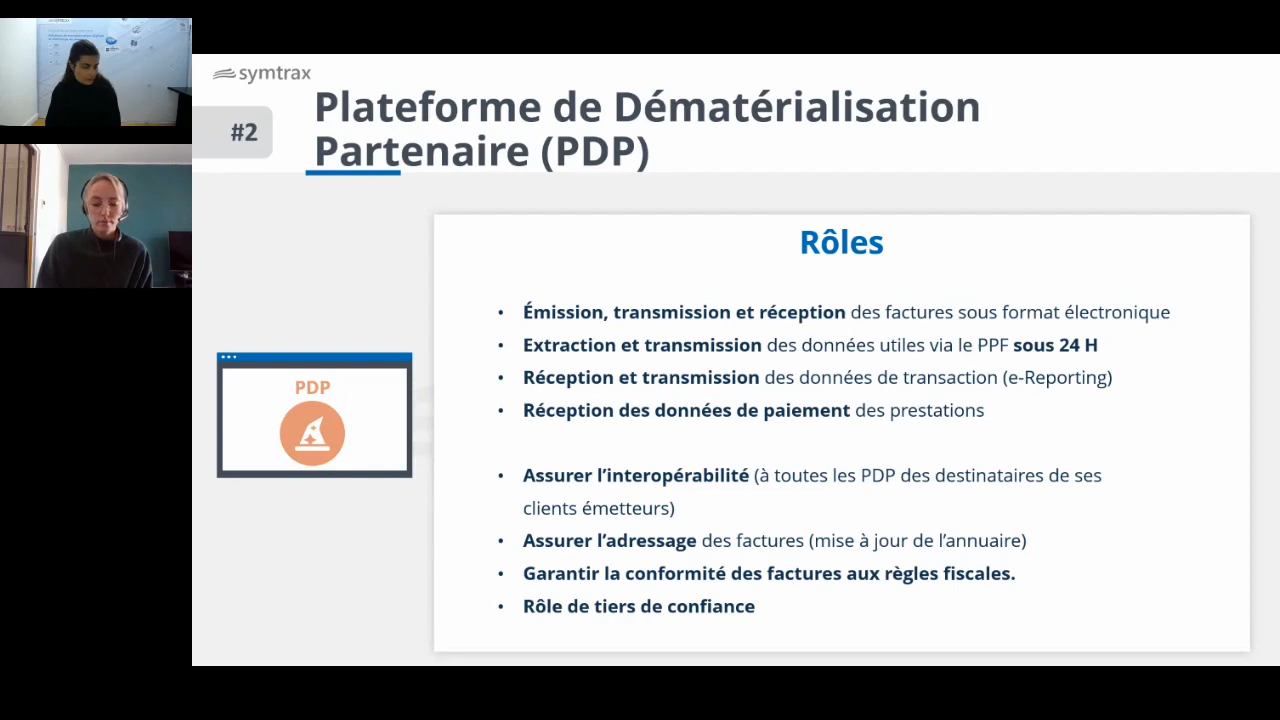 symtrax
#2
Plateforme de Dématérialisation
Partenaire (PDP)
Rôles
• Émission, transmission et réception des factures sous format électronique
• Extraction et transmission des données utiles via le PPF sous 24 H
• Réception et transmission des données de transaction (e-Reporting)
• Réception des données de paiement des prestations
PDP
• Assurer l’interopérabilité (à toutes les PDP des destinataires de ses
clients émetteurs)
• Assurer l’adressage des factures (mise à jour de l’annuaire)
• Garantir la conformité des factures aux règles fiscales.
• Rôle de tiers de confiance